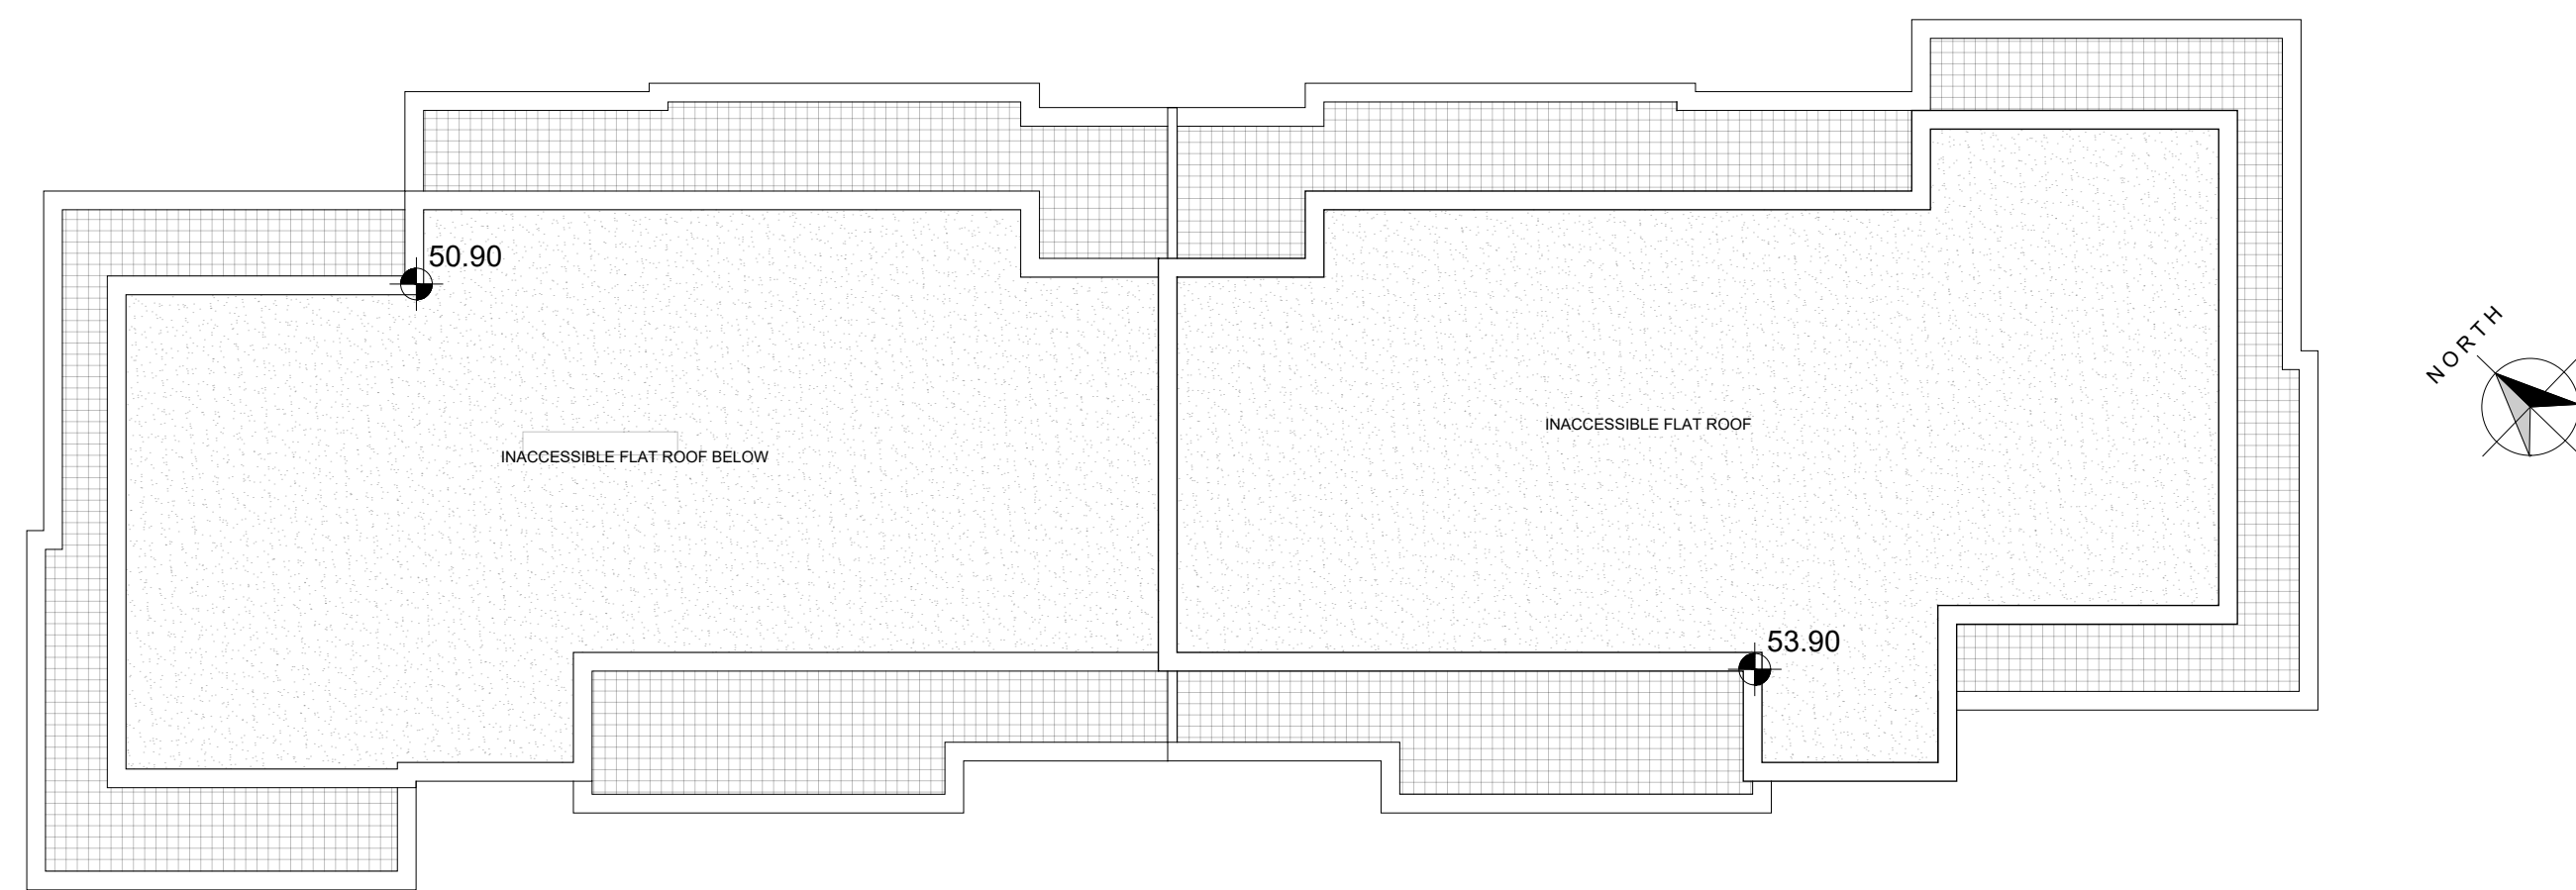 50.90
NORTH
INACCESSIBLE FLAT ROOF
INACCESSIBLE FLAT ROOF BELOW
53.90